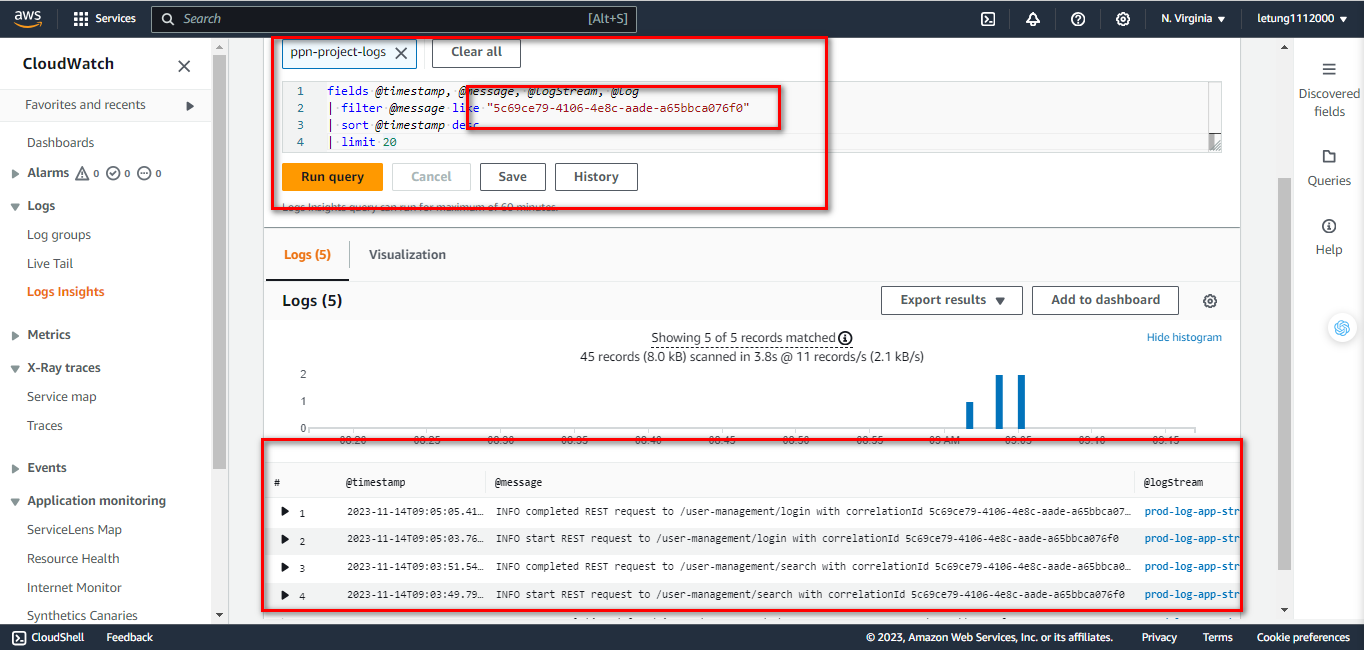 aws Services Search [Alt+S] N. Virginia letung1112000
CloudWatch
Favorites and recents
Dashboards
Alarms 0 0 0
Logs
Log groups
Live Tail
Logs Insights
Metrics
X-Ray traces
Service map
Traces
Events
Application monitoring
ServiceLens Map
Resource Health
Internet Monitor
Synthetics Canaries
ppn-project-logs Clear all
1 fields @timestamp, @message, @logStream, @log
2 | filter @message like "5c69ce79-4106-4e8c-aade-a65bbca076f0"
3 | sort @timestamp desc
4 | limit 20
Run query Cancel Save History
Logs Insights query can run for maximum of 60 minutes.
Logs (5) Visualization
Logs (5) Export results Add to dashboard
Showing 5 of 5 records matched
Hide histogram
45 records (8.0 kB) scanned in 3.8s @ 11 records/s (2.1 kB/s)
2
1
0
08:20 08:25 08:30 08:35 08:40 08:45 08:50 08:55 09 AM 09:05 09:10 09:15
# @timestamp @message @logStream
1 2023-11-14T09:05:05.41… INFO completed REST request to /user-management/login with correlationId 5c69ce79-4106-4e8c-aade-a65bbca07… prod-log-app-str
2 2023-11-14T09:05:03.76… INFO start REST request to /user-management/login with correlationId 5c69ce79-4106-4e8c-aade-a65bbca076f0 prod-log-app-str
3 2023-11-14T09:03:51.54… INFO completed REST request to /user-management/search with correlationId 5c69ce79-4106-4e8c-aade-a65bbca0… prod-log-app-str
4 2023-11-14T09:03:49.79… INFO start REST request to /user-management/search with correlationId 5c69ce79-4106-4e8c-aade-a65bbca076f0 prod-log-app-str
Discovered
fields
Queries
Help
CloudShell Feedback © 2023, Amazon Web Services, Inc. or its affiliates. Privacy Terms Cookie preferences